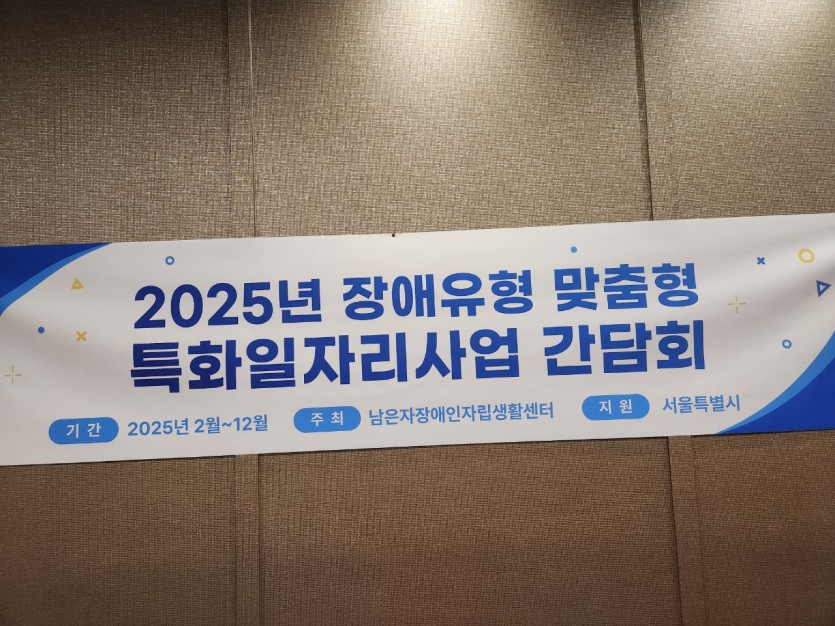 2025년 장애유형 맞춤형
특화일자리사업 간담회
기 간 2025년 2월~12월 주 최 남은자장애인자립생활센터 지 원 서울특별시